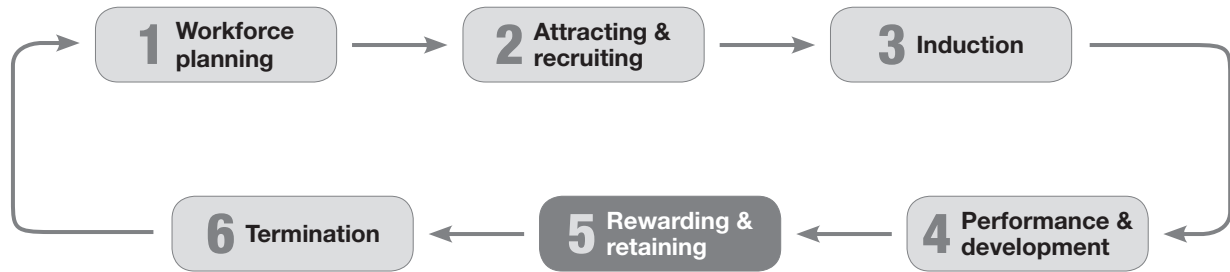 1 Workforce
planning
2 Attracting &
recruiting
3 Induction
4 Performance &
development
5 Rewarding &
retaining
6 Termination